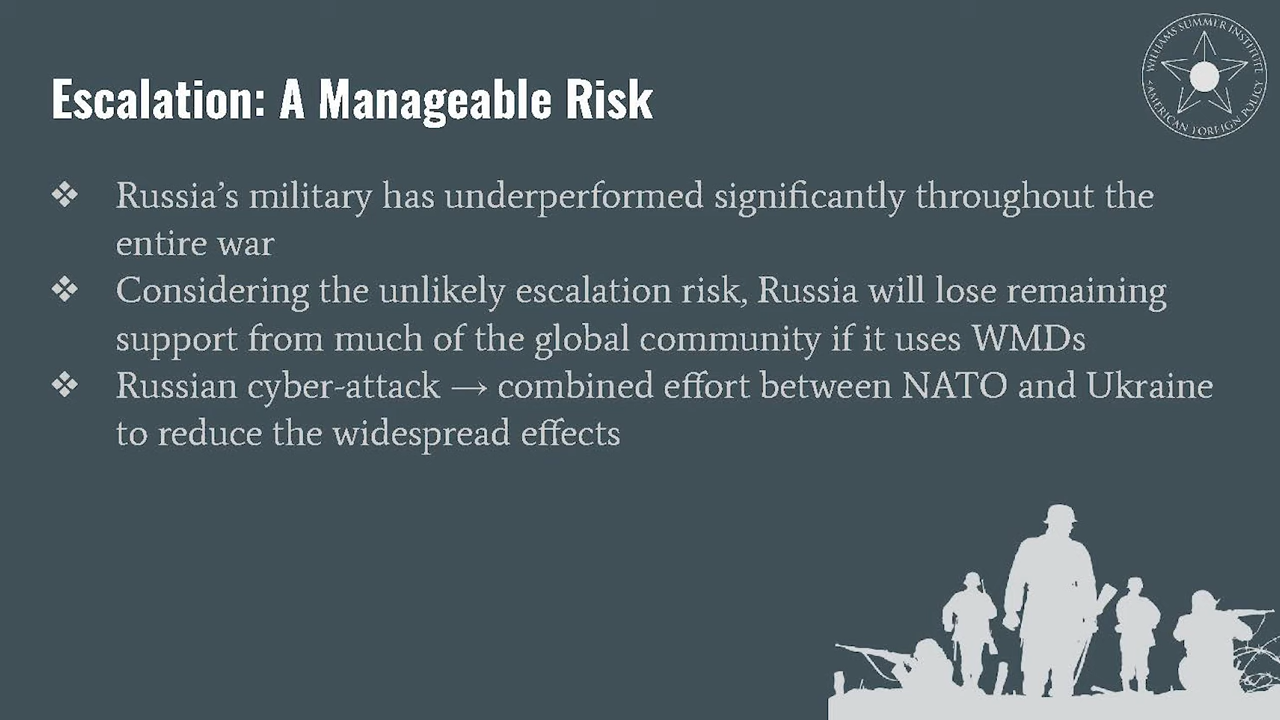 WILLIAMS SUMMER INSTITUTE
AMERICAN FOREIGN POLICY
Escalation: A Manageable Risk
❖ Russia’s military has underperformed significantly throughout the
entire war
❖ Considering the unlikely escalation risk, Russia will lose remaining
support from much of the global community if it uses WMDs
❖ Russian cyber-attack → combined effort between NATO and Ukraine
to reduce the widespread effects